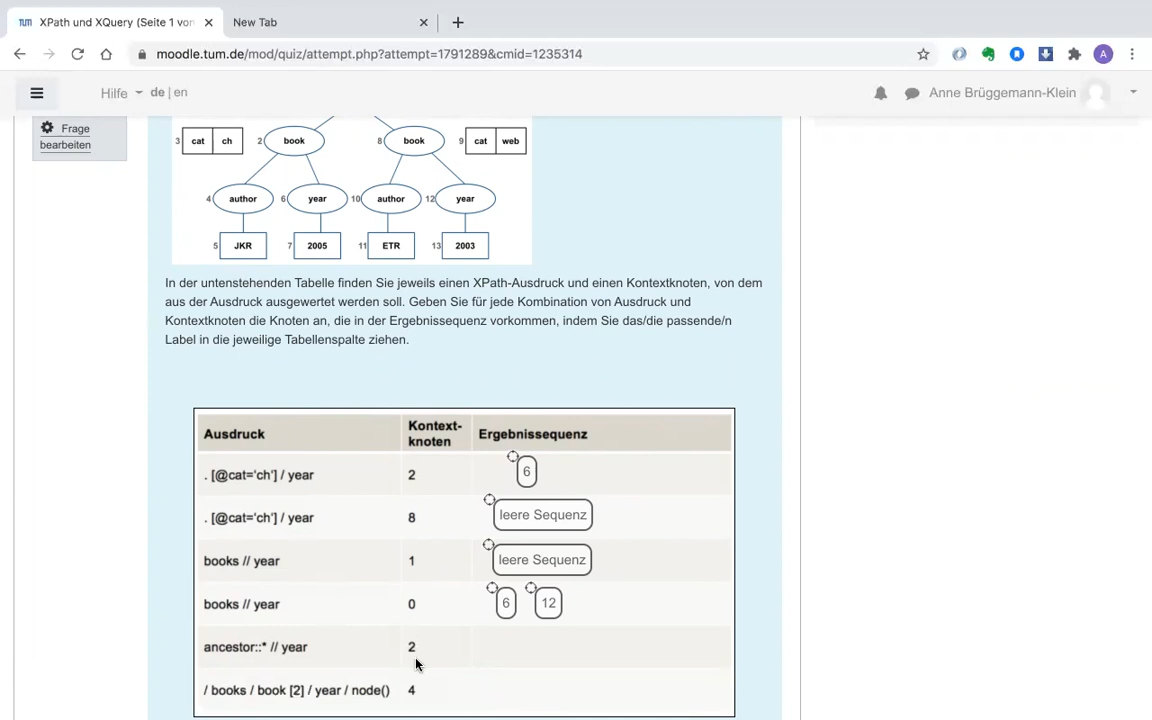 XPath und XQuery (Seite 1 von
New Tab
moodle.tum.de/mod/quiz/attempt.php?attempt=1791289&cmid=1235314
A
Hilfe de | en
Anne Brüggemann-Klein
Frage
bearbeiten
3 cat ch 2 book 8 book 9 cat web
4 author 6 year 10 author 12 year
5 JKR 7 2005 11 ETR 13 2003
In der untenstehenden Tabelle finden Sie jeweils einen XPath-Ausdruck und einen Kontextknoten, von dem
aus der Ausdruck ausgewertet werden soll. Geben Sie für jede Kombination von Ausdruck und
Kontextknoten die Knoten an, die in der Ergebnissequenz vorkommen, indem Sie das/die passende/n
Label in die jeweilige Tabellenspalte ziehen.
Ausdruck Kontext-
knoten Ergebnissequenz
. [@cat='ch'] / year 2 6
. [@cat='ch'] / year 8 leere Sequenz
books // year 1 leere Sequenz
books // year 0 6 12
ancestor::* // year 2
/ books / book [2] / year / node() 4